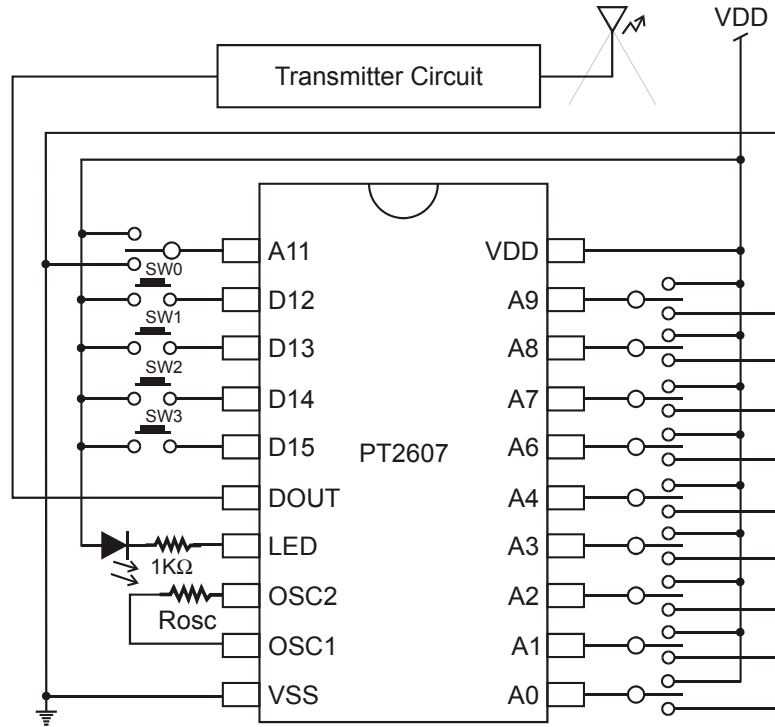 VDD
Transmitter Circuit
A11
VDD
SW0
D12
A9
SW1
D13
A8
SW2
D14
A7
SW3
D15
A6
PT2607
DOUT
A4
LED
A3
1KΩ
OSC2
A2
Rosc
OSC1
A1
VSS
A0